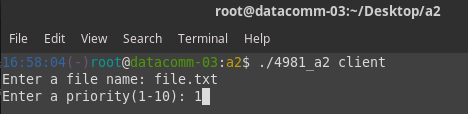 root@datacomm-03:~/Desktop/a2
File Edit View Search Terminal Help
16:58:04(-)root@datacomm-03:a2$ ./4981_a2 client
Enter a file name: file.txt
Enter a priority(1-10): 1